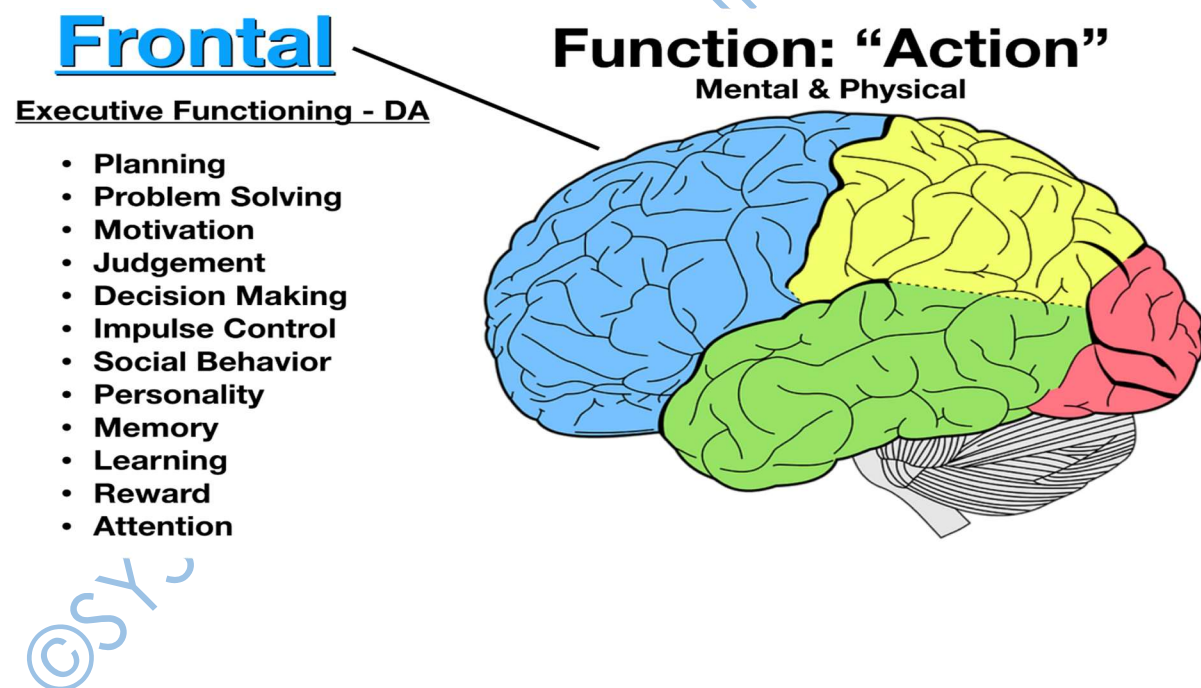 Frontal
Function: “Action”
Mental & Physical
Executive Functioning - DA
• Planning
• Problem Solving
• Motivation
• Judgement
• Decision Making
• Impulse Control
• Social Behavior
• Personality
• Memory
• Learning
• Reward
• Attention
©SYS